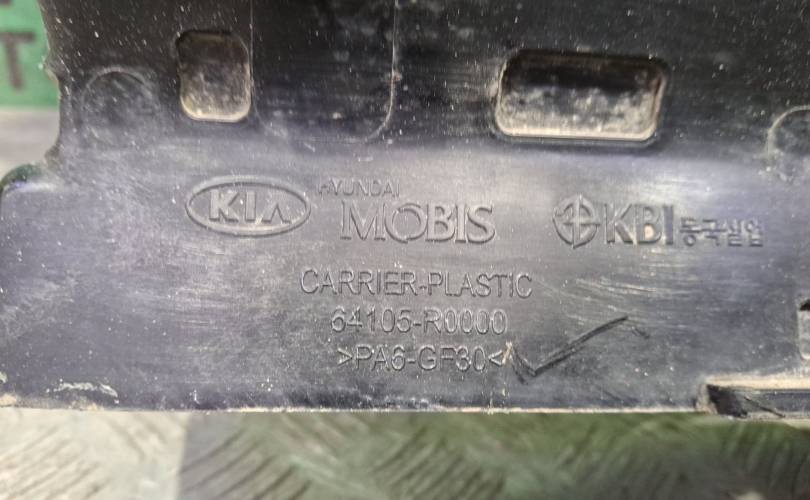 KIA HYUNDAI MOBIS KBI 동국실업
CARRIER-PLASTIC
64105-R0000
>PA6-GF30<